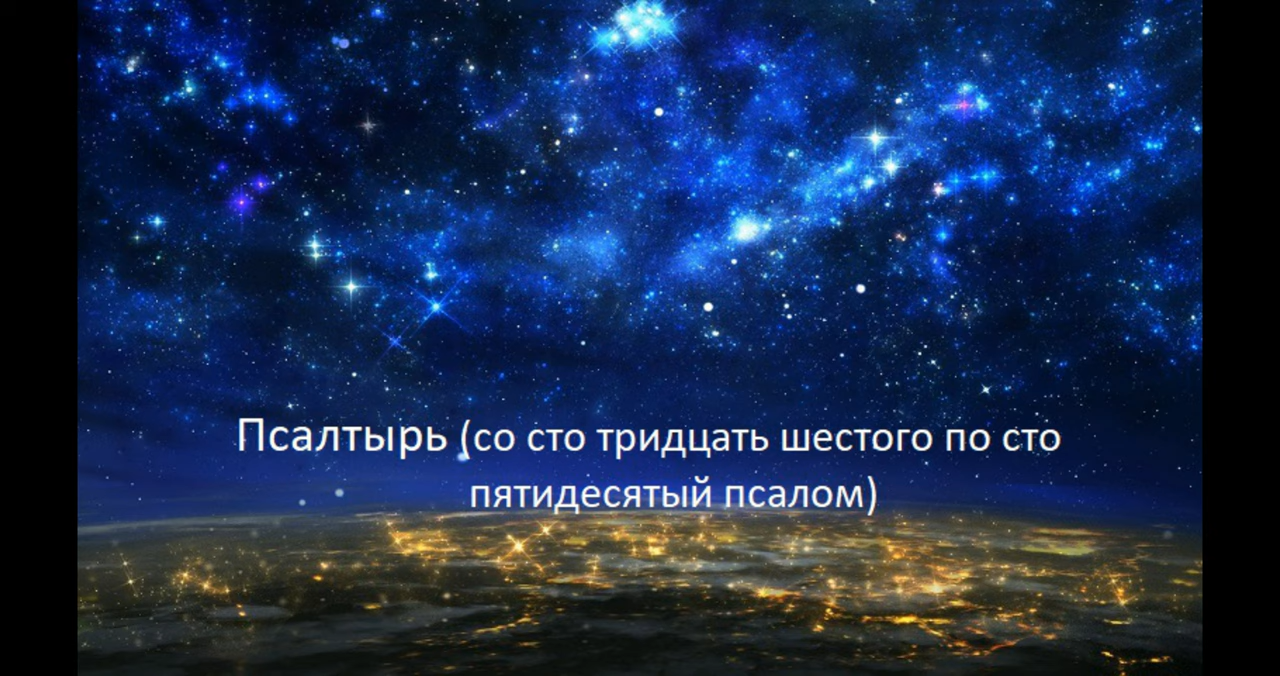 Псалтырь (со сто тридцать шестого по сто
пятидесятый псалом)